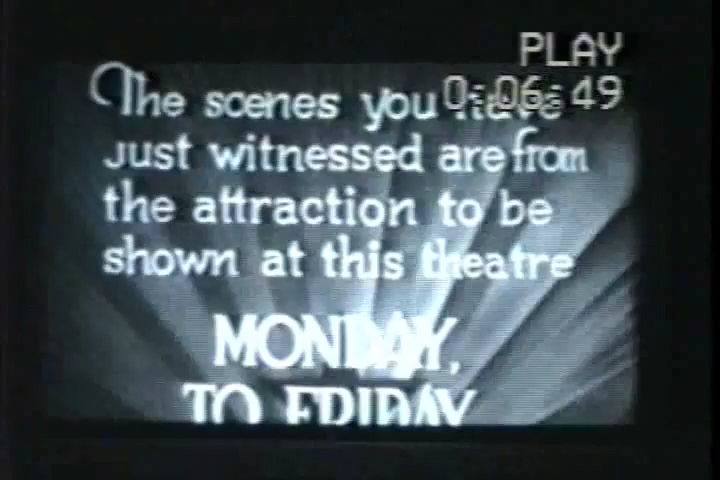 PLAY
0:06:49
The scenes you have
Just witnessed are from
the attraction to be
shown at this theatre
MONDAY,
TO FRIDAY